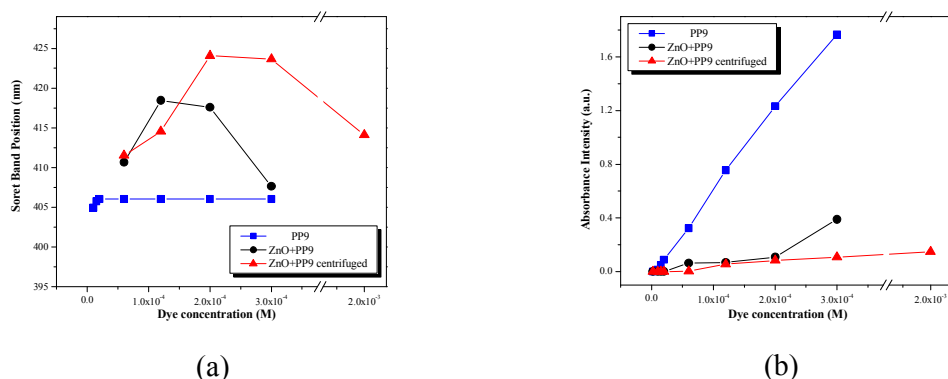 425
420
415
410
405
400
395
Soret Band Position (nm)
PP9
ZnO+PP9
ZnO+PP9 centrifuged
0.0
1.0x10⁻⁴
2.0x10⁻⁴
3.0x10⁻⁴
2.0x10⁻³
Dye concentration (M)
(a)
1.8
1.2
0.6
0.4
0.0
Absorbance Intensity (a.u.)
PP9
ZnO+PP9
ZnO+PP9 centrifuged
0.0
1.0x10⁻⁴
2.0x10⁻⁴
3.0x10⁻⁴
2.0x10⁻³
Dye concentration (M)
(b)